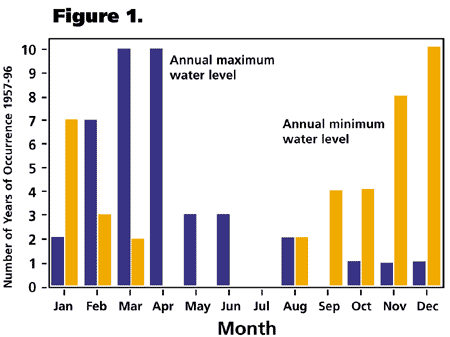 Figure 1.
Number of Years of Occurrence 1957-96
10
9
8
7
6
5
4
3
2
1
0
Annual maximum
water level
Annual minimum
water level
Jan Feb Mar Apr May Jun Jul Aug Sep Oct Nov Dec
Month